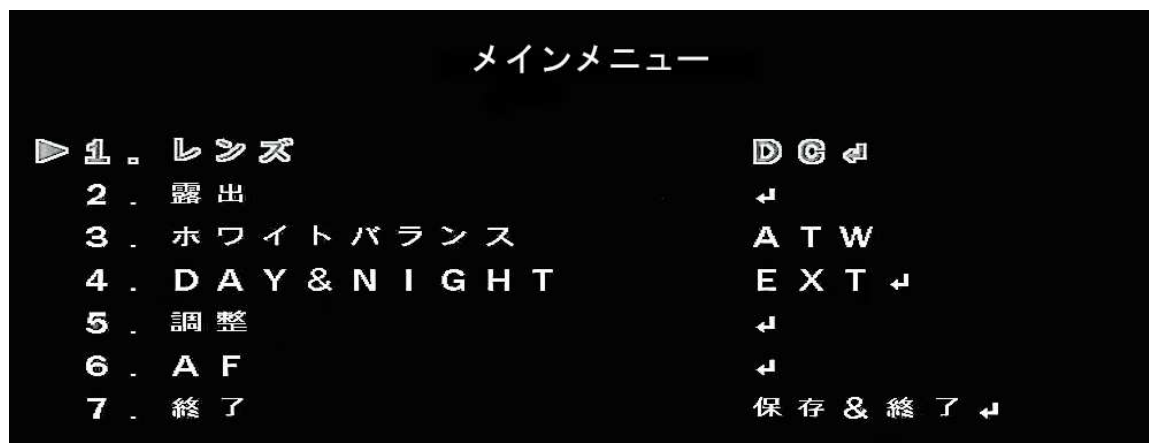 メインメニュー
▷1. レンズ DC↵
2. 露出 ↵
3. ホワイトバランス ATW
4. DAY&NIGHT EXT↵
5. 調整 ↵
6. AF ↵
7. 終了 保存&終了↵